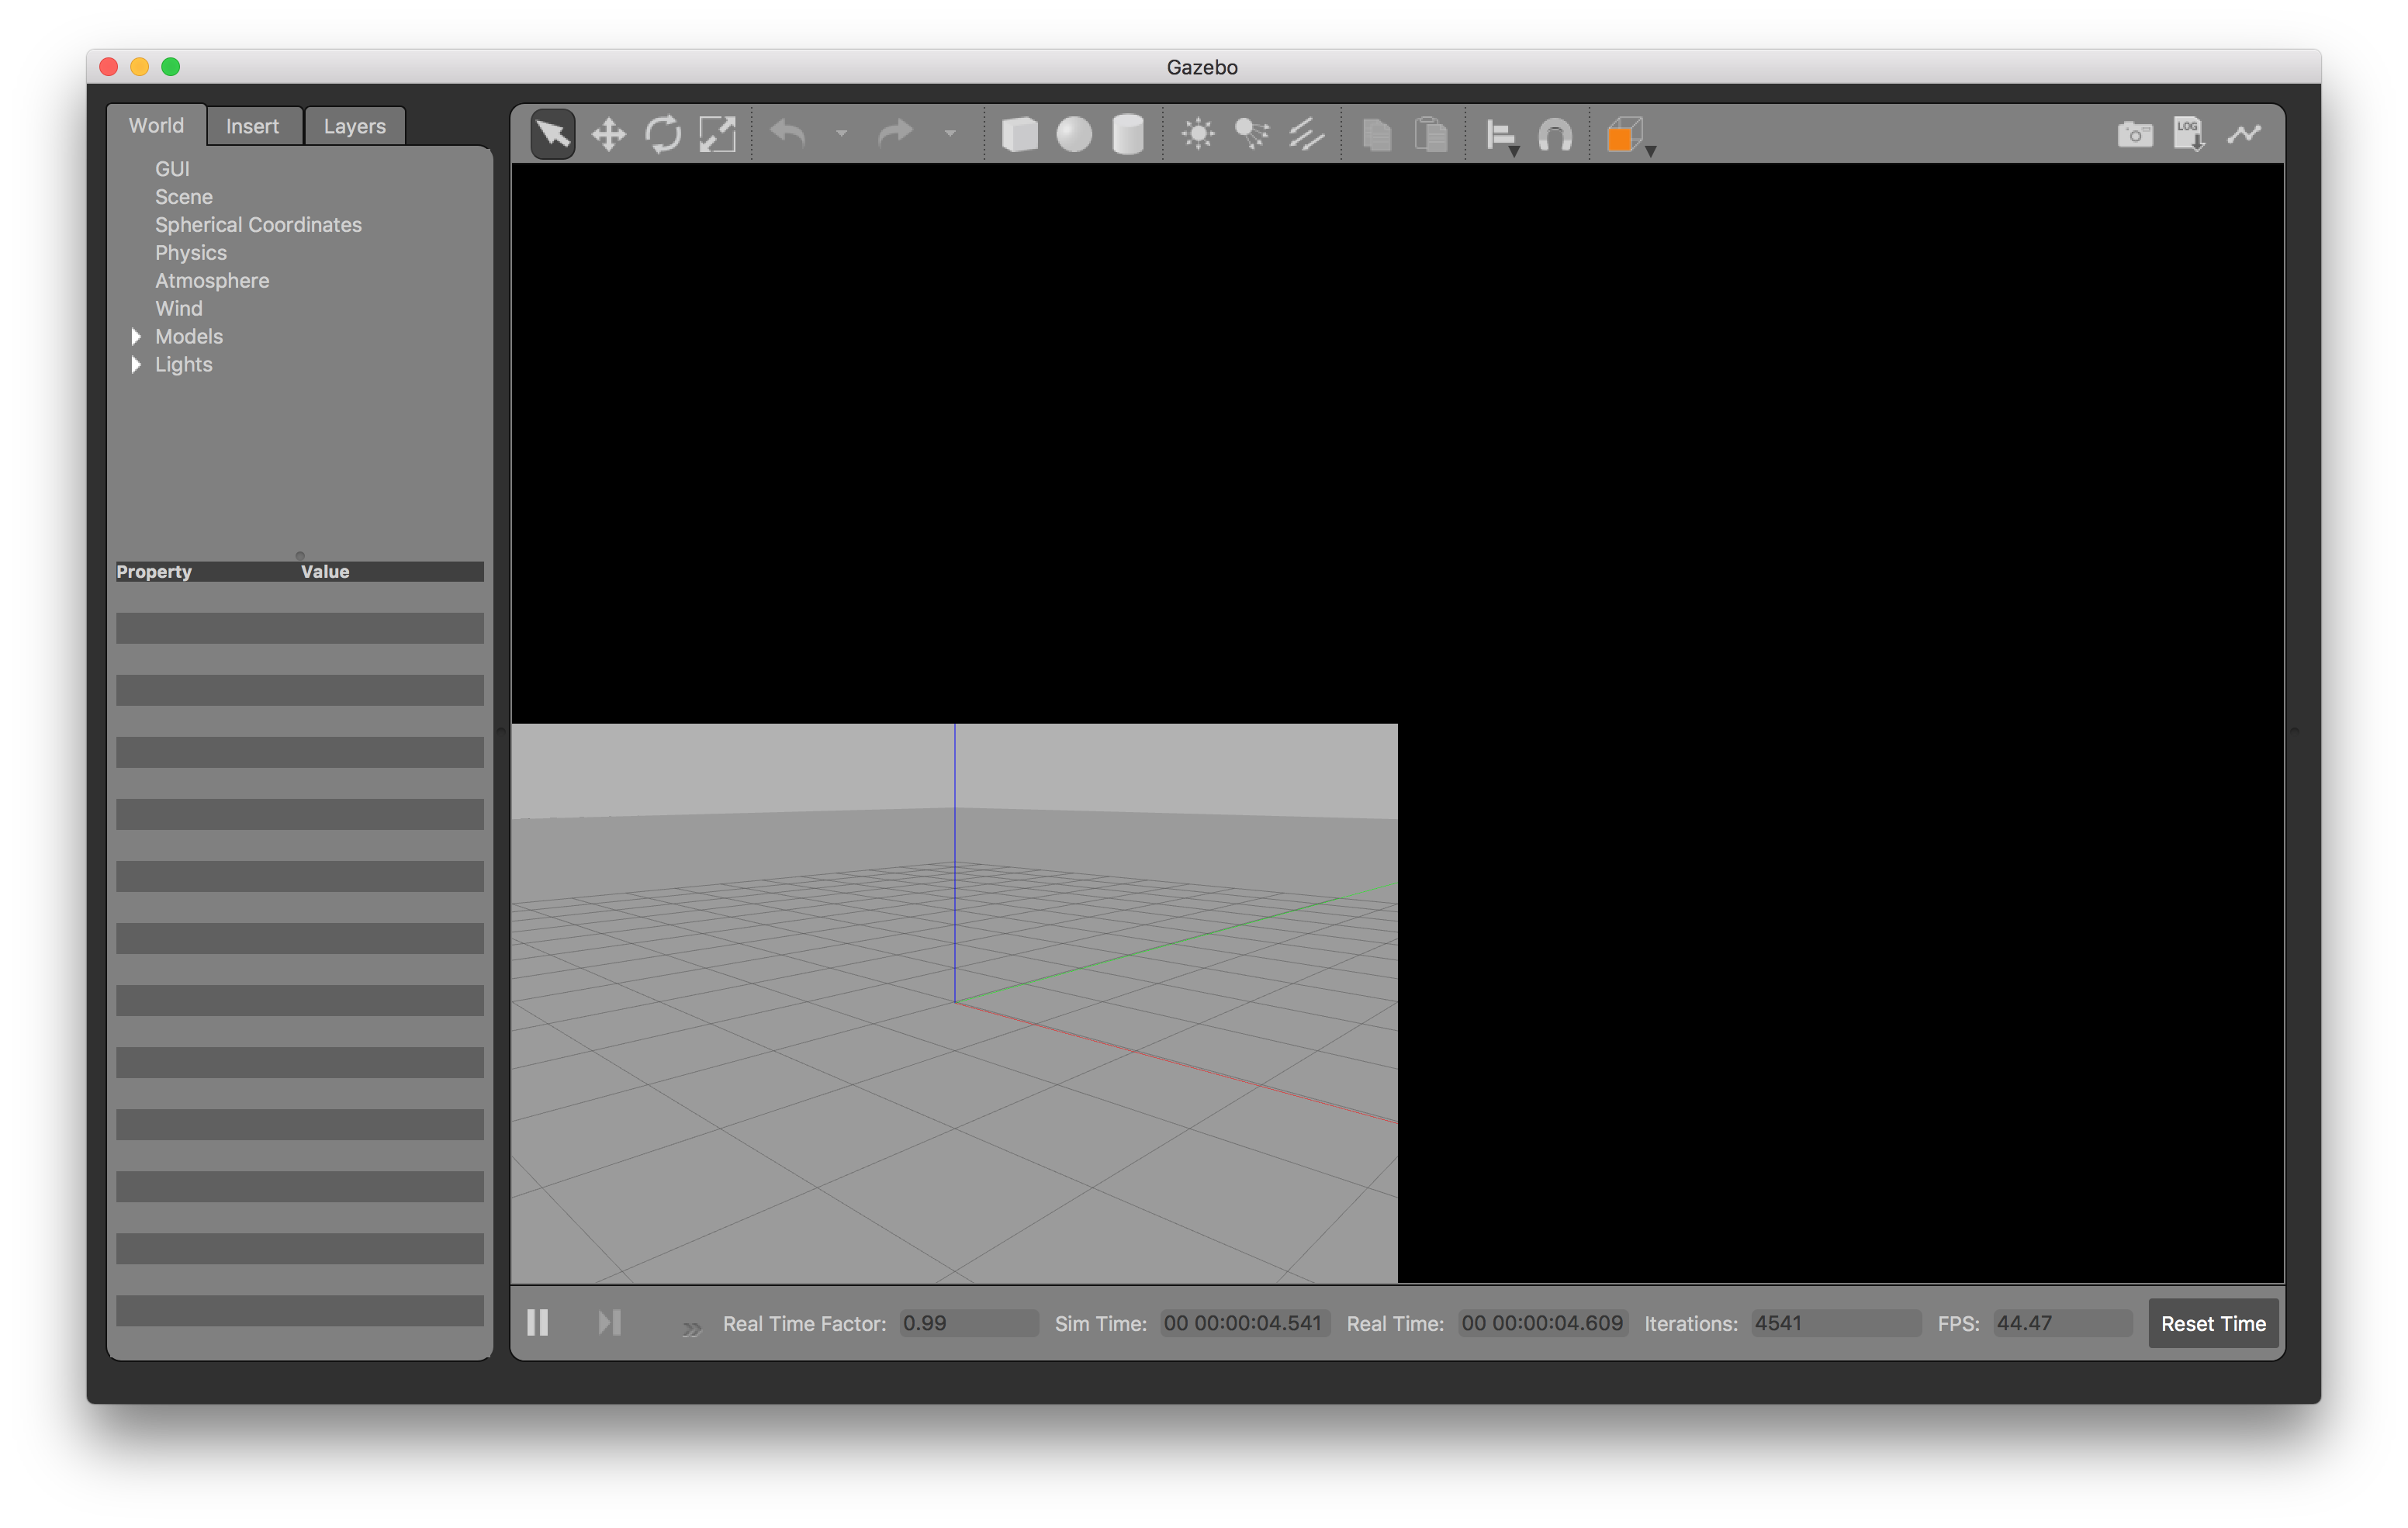 Gazebo
World Insert Layers
LOG
GUI
Scene
Spherical Coordinates
Physics
Atmosphere
Wind
Models
Lights
Property Value
Real Time Factor: 0.99 Sim Time: 00 00:00:04.541 Real Time: 00 00:00:04.609 Iterations: 4541 FPS: 44.47 Reset Time